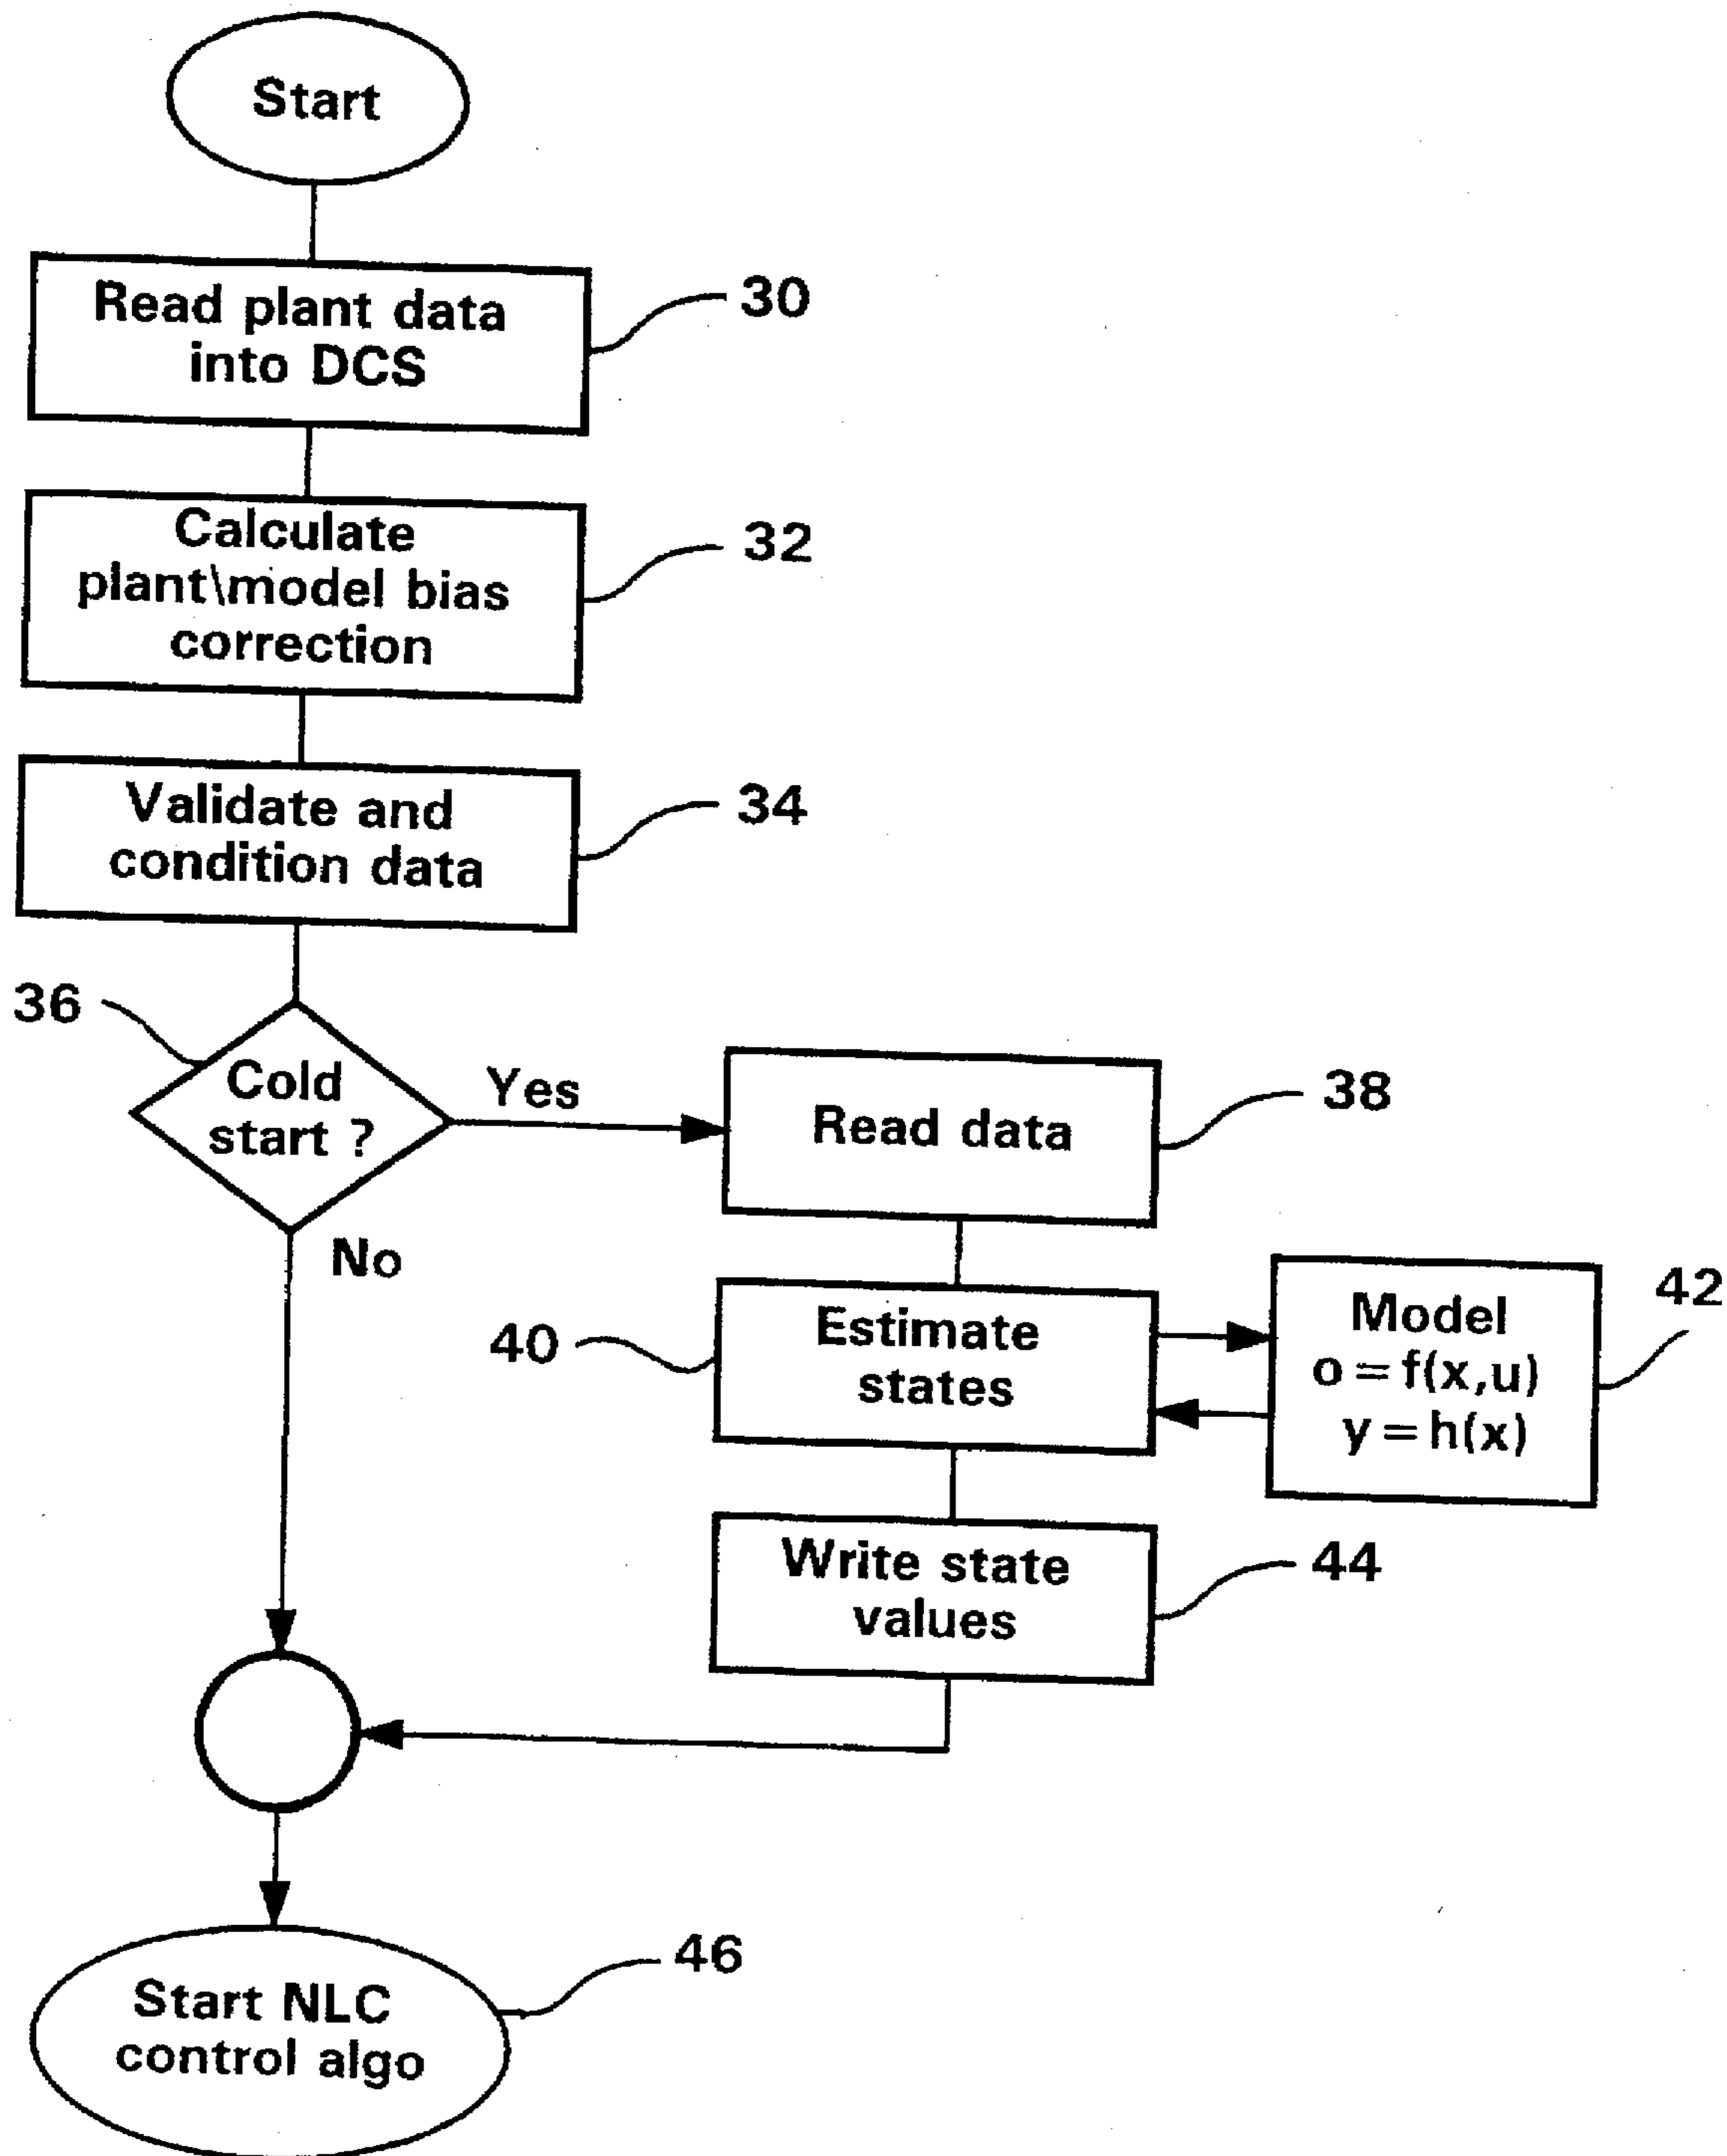 Start
Read plant data
into DCS
30
Calculate
plant\model bias
correction
32
Validate and
condition data
34
36
Cold
start ?
Yes
No
Read data
38
40
Estimate
states
Model
o = f(x,u)
y = h(x)
42
Write state
values
44
Start NLC
control algo
46